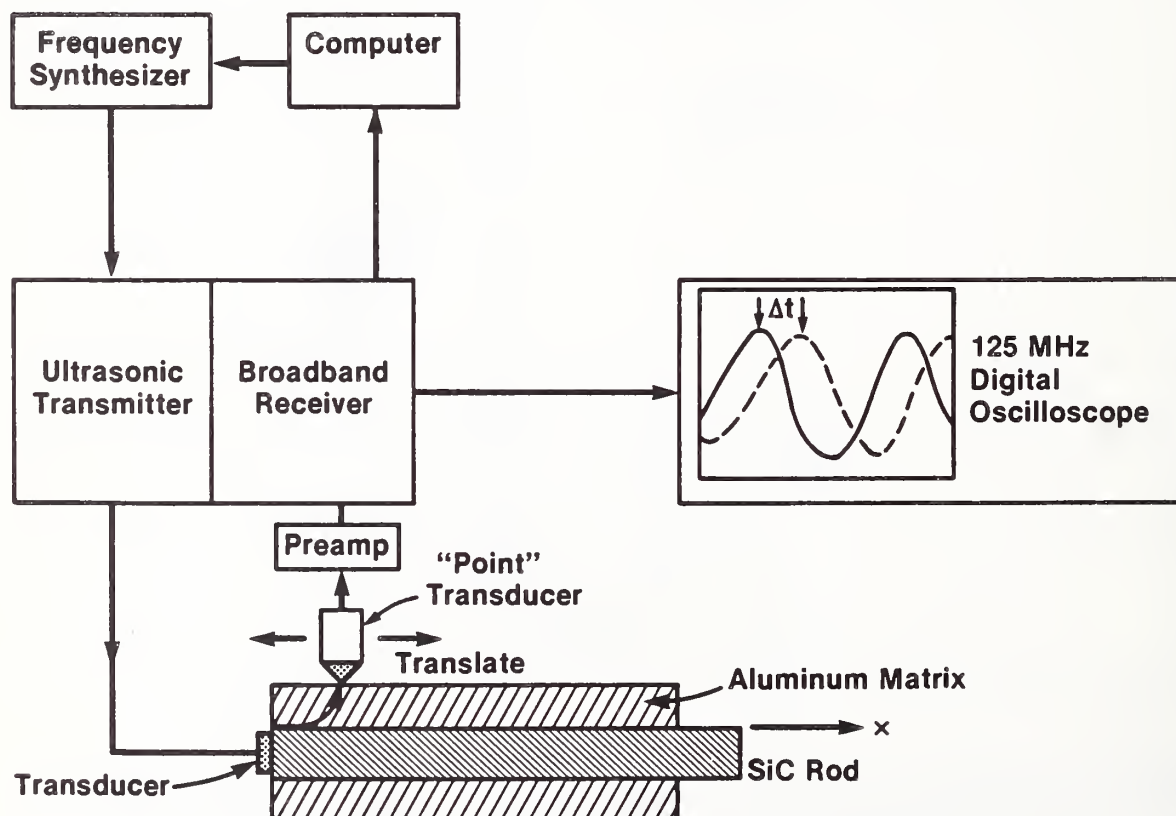 Frequency
Synthesizer
Computer
Ultrasonic
Transmitter
Broadband
Receiver
Δt
125 MHz
Digital
Oscilloscope
Preamp
“Point”
Transducer
Translate
Aluminum Matrix
x
SiC Rod
Transducer